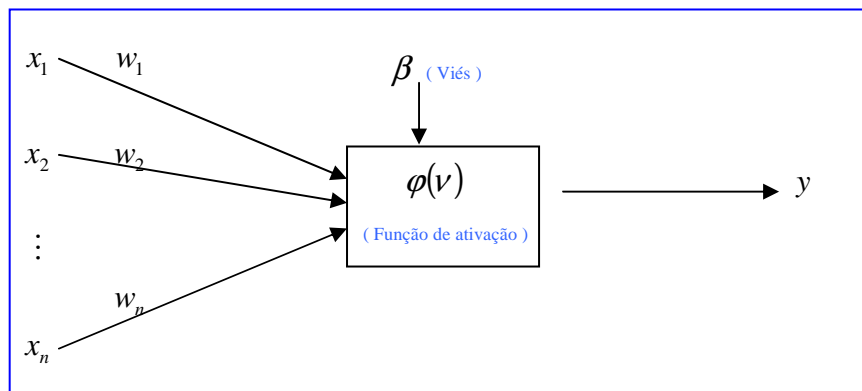 x₁ w₁
β ( Viés )
x₂ w₂
φ(ν)
y
( Função de ativação )
⋮
wₙ
xₙ